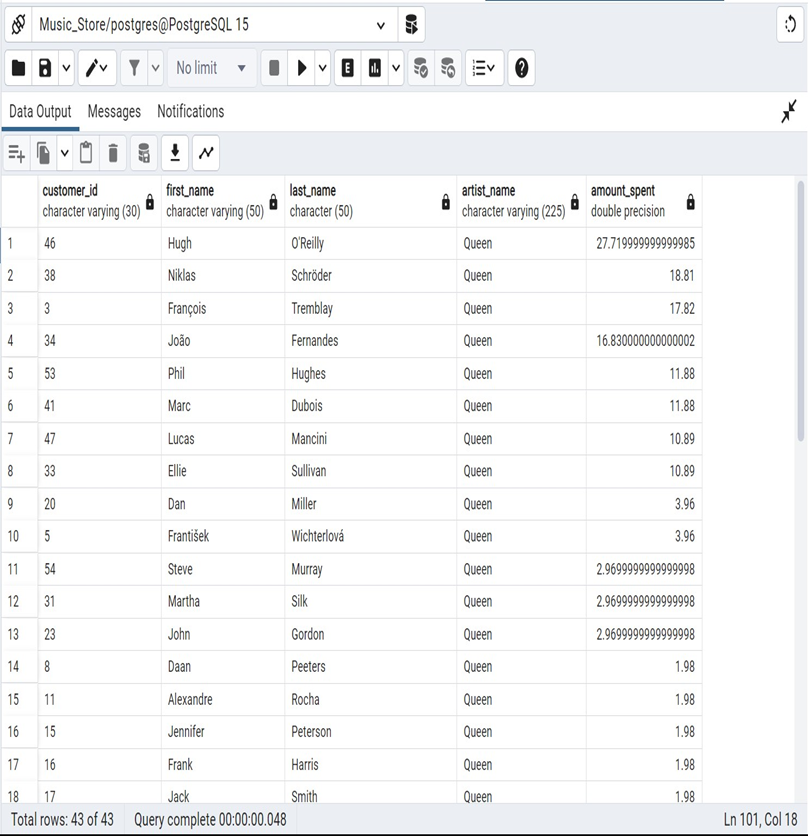 Music_Store/postgres@PostgreSQL 15
No limit
E
Data Output Messages Notifications
customer_id first_name last_name artist_name amount_spent
character varying (30) character varying (50) character (50) character varying (225) double precision
1 46 Hugh O'Reilly Queen 27.719999999999985
2 38 Niklas Schröder Queen 18.81
3 3 François Tremblay Queen 17.82
4 34 João Fernandes Queen 16.830000000000002
5 53 Phil Hughes Queen 11.88
6 41 Marc Dubois Queen 11.88
7 47 Lucas Mancini Queen 10.89
8 33 Ellie Sullivan Queen 10.89
9 20 Dan Miller Queen 3.96
10 5 František Wichterlová Queen 3.96
11 54 Steve Murray Queen 2.9699999999999998
12 31 Martha Silk Queen 2.9699999999999998
13 23 John Gordon Queen 2.9699999999999998
14 8 Daan Peeters Queen 1.98
15 11 Alexandre Rocha Queen 1.98
16 15 Jennifer Peterson Queen 1.98
17 16 Frank Harris Queen 1.98
18 17 Jack Smith Queen 1.98
Total rows: 43 of 43 Query complete 00:00:00.048 Ln 101, Col 18